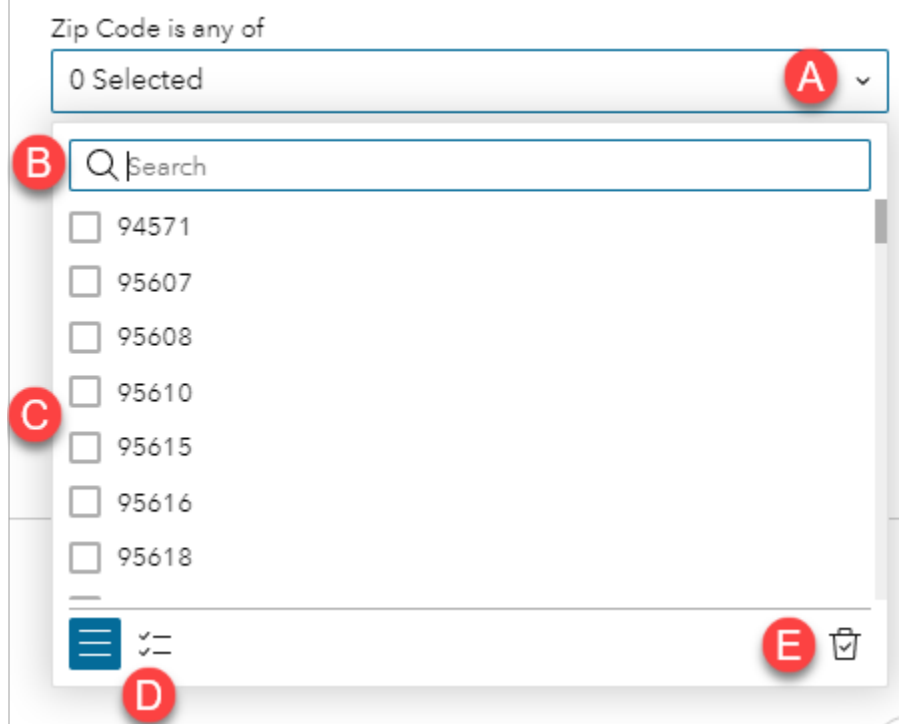 Zip Code is any of
0 Selected
A
B
Search
94571
95607
95608
95610
C
95615
95616
95618
E
D